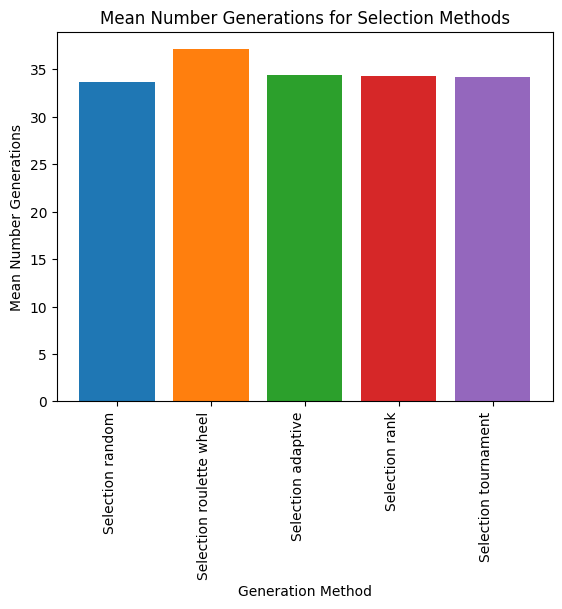 Mean Number Generations for Selection Methods
Mean Number Generations
35
30
25
20
15
10
5
0
Selection random
Selection roulette wheel
Selection adaptive
Selection rank
Selection tournament
Generation Method